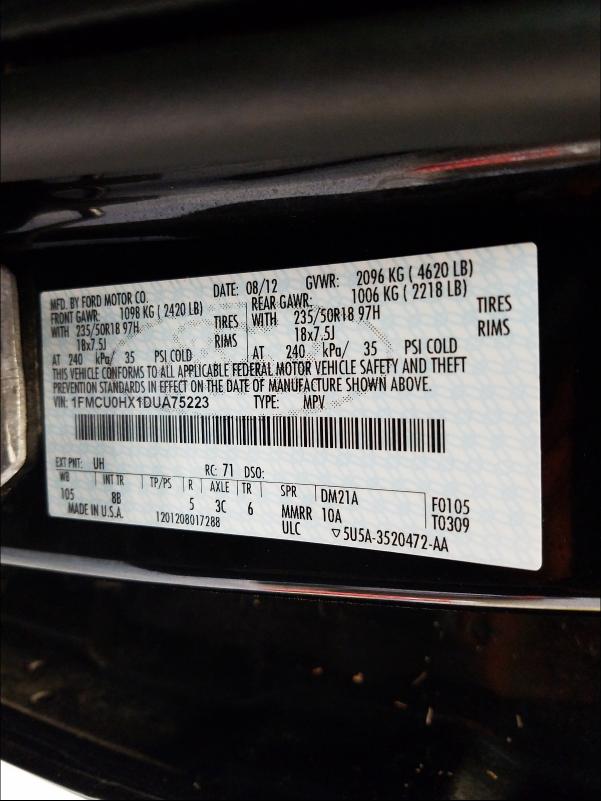 MFD. BY FORD MOTOR CO.
DATE: 08/12 GVWR: 2096 KG ( 4620 LB)
FRONT GAWR: 1098 KG ( 2420 LB)
WITH 235/50R18 97H TIRES
18x7.5J RIMS
AT 240 kPa/ 35 PSI COLD
REAR GAWR: 1006 KG ( 2218 LB)
WITH 235/50R18 97H TIRES
18x7.5J RIMS
AT 240 kPa/ 35 PSI COLD
THIS VEHICLE CONFORMS TO ALL APPLICABLE FEDERAL MOTOR VEHICLE SAFETY AND THEFT
PREVENTION STANDARDS IN EFFECT ON THE DATE OF MANUFACTURE SHOWN ABOVE.
VIN: 1FMCU0HX1DUA75223 TYPE: MPV
EXT PNT: UH RC: 71 DSO:
WB INT TR TP/PS R AXLE TR SPR DM21A F0105
105 8B 5 3C 6 MMRR 10A T0309
MADE IN U.S.A. 1201208017288 ULC ▽5U5A-3520472-AA